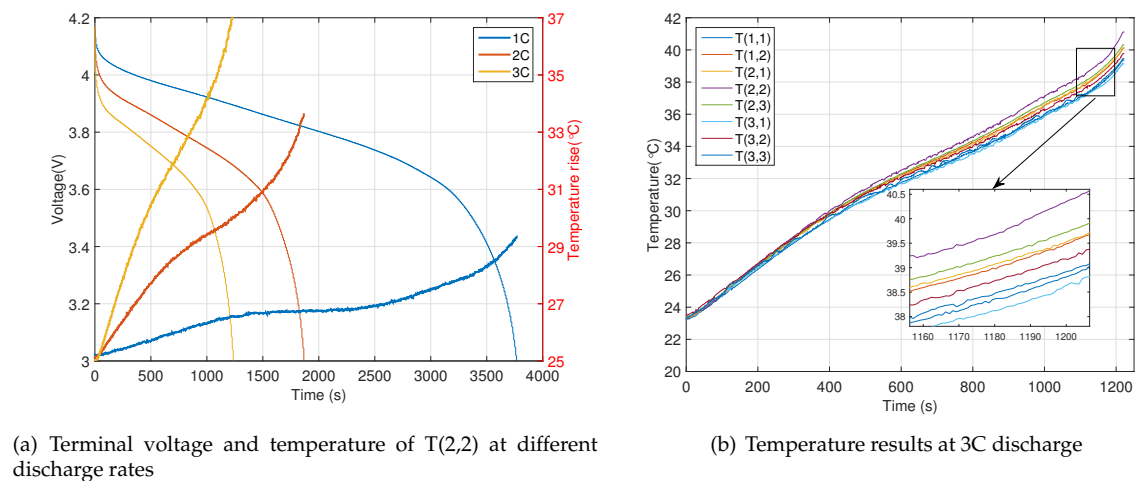 4.2
4
3.8
3.6
3.4
3.2
3
Voltage(V)
37
35
33
31
29
27
25
Temperature rise(°C)
1C
2C
3C
0
500
1000
1500
2000
2500
3000
3500
4000
Time (s)
(a) Terminal voltage and temperature of T(2,2) at different
discharge rates
42
40
38
36
34
32
30
28
26
24
22
20
Temperature(°C)
T(1,1)
T(1,2)
T(2,1)
T(2,2)
T(2,3)
T(3,1)
T(3,2)
T(3,3)
40.5
40
39.5
39
38.5
38
1160
1170
1180
1190
1200
0
200
400
600
800
1000
1200
Time (s)
(b) Temperature results at 3C discharge